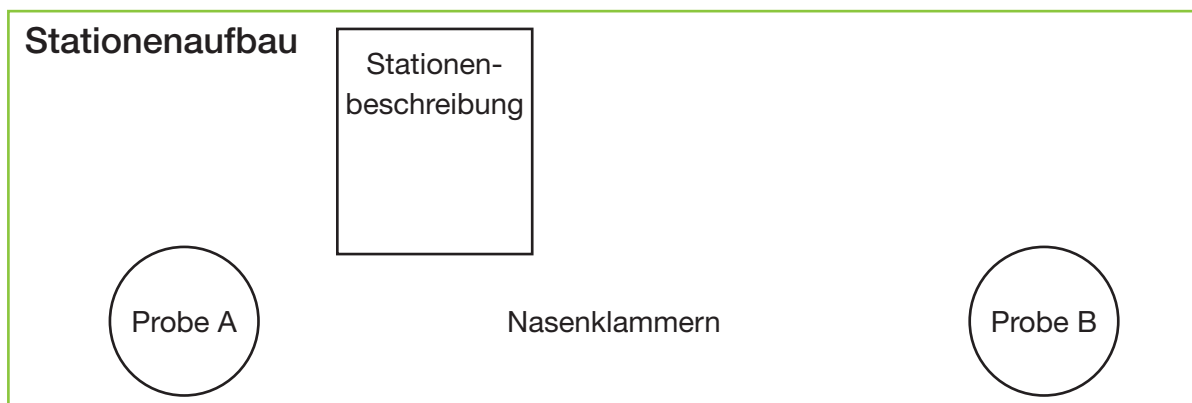 Stationenaufbau
Stationen-
beschreibung
Probe A
Nasenklammern
Probe B